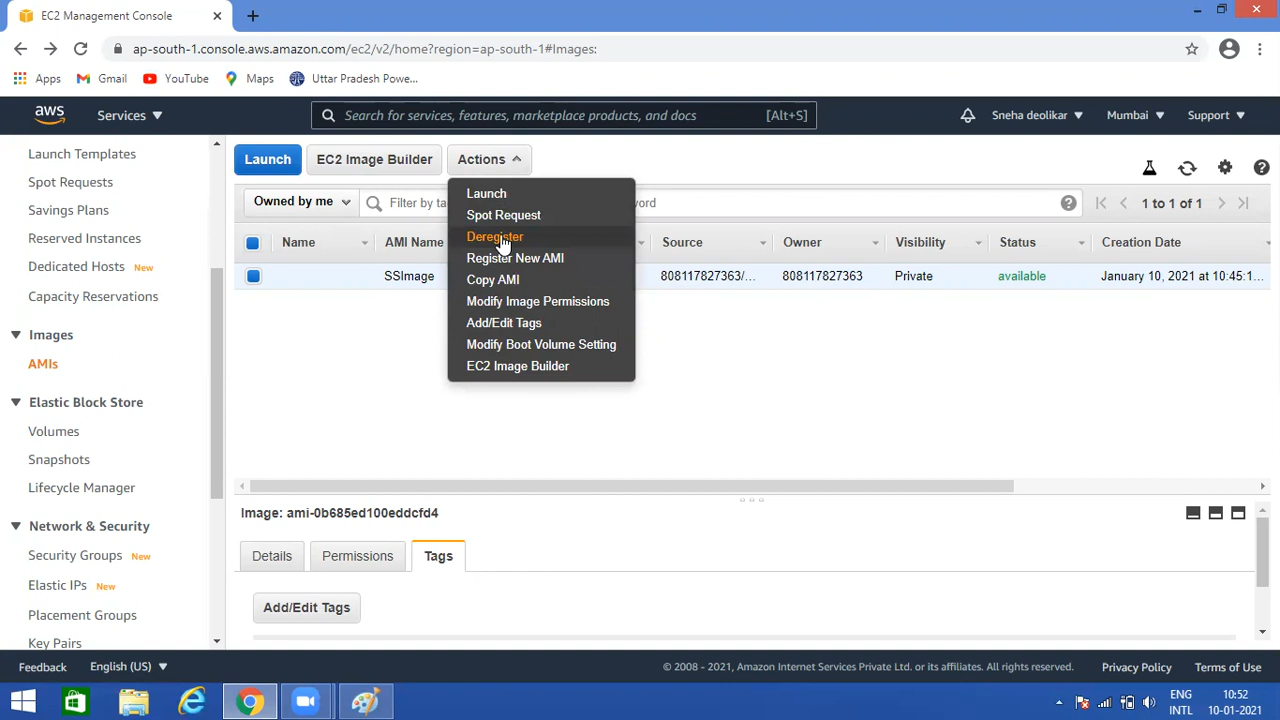 EC2 Management Console
ap-south-1.console.aws.amazon.com/ec2/v2/home?region=ap-south-1#Images:
Apps Gmail YouTube Maps Uttar Pradesh Powe...
aws Services Search for services, features, marketplace products, and docs [Alt+S] Sneha deolikar Mumbai Support
Launch Templates
Spot Requests
Savings Plans
Reserved Instances
Dedicated Hosts New
Capacity Reservations
Images
AMIs
Elastic Block Store
Volumes
Snapshots
Lifecycle Manager
Network & Security
Security Groups New
Elastic IPs New
Placement Groups
Key Pairs
Launch EC2 Image Builder Actions
Owned by me Filter by ta 1 to 1 of 1
Launch
Spot Request
Deregister
Register New AMI
Copy AMI
Modify Image Permissions
Add/Edit Tags
Modify Boot Volume Setting
EC2 Image Builder
Name AMI Name Source Owner Visibility Status Creation Date
SSImage 808117827363/... 808117827363 Private available January 10, 2021 at 10:45:1...
Image: ami-0b685ed100eddcfd4
Details Permissions Tags
Add/Edit Tags
Feedback English (US) © 2008 - 2021, Amazon Internet Services Private Ltd. or its affiliates. All rights reserved. Privacy Policy Terms of Use
ENG 10:52
INTL 10-01-2021